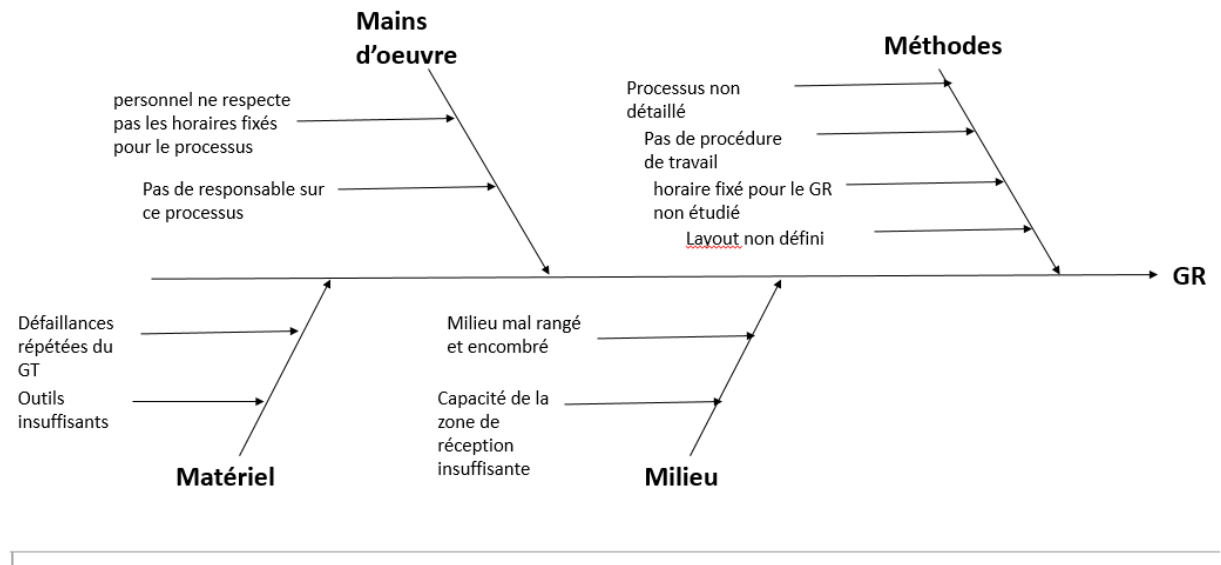 Mains
d'oeuvre
personnel ne respecte
pas les horaires fixés
pour le processus
Pas de responsable sur
ce processus
Méthodes
Processus non
détaillé
Pas de procédure
de travail
horaire fixé pour le GR
non étudié
Layout non défini
GR
Défaillances
répétées du
GT
Outils
insuffisants
Matériel
Milieu mal rangé
et encombré
Capacité de la
zone de
réception
insuffisante
Milieu